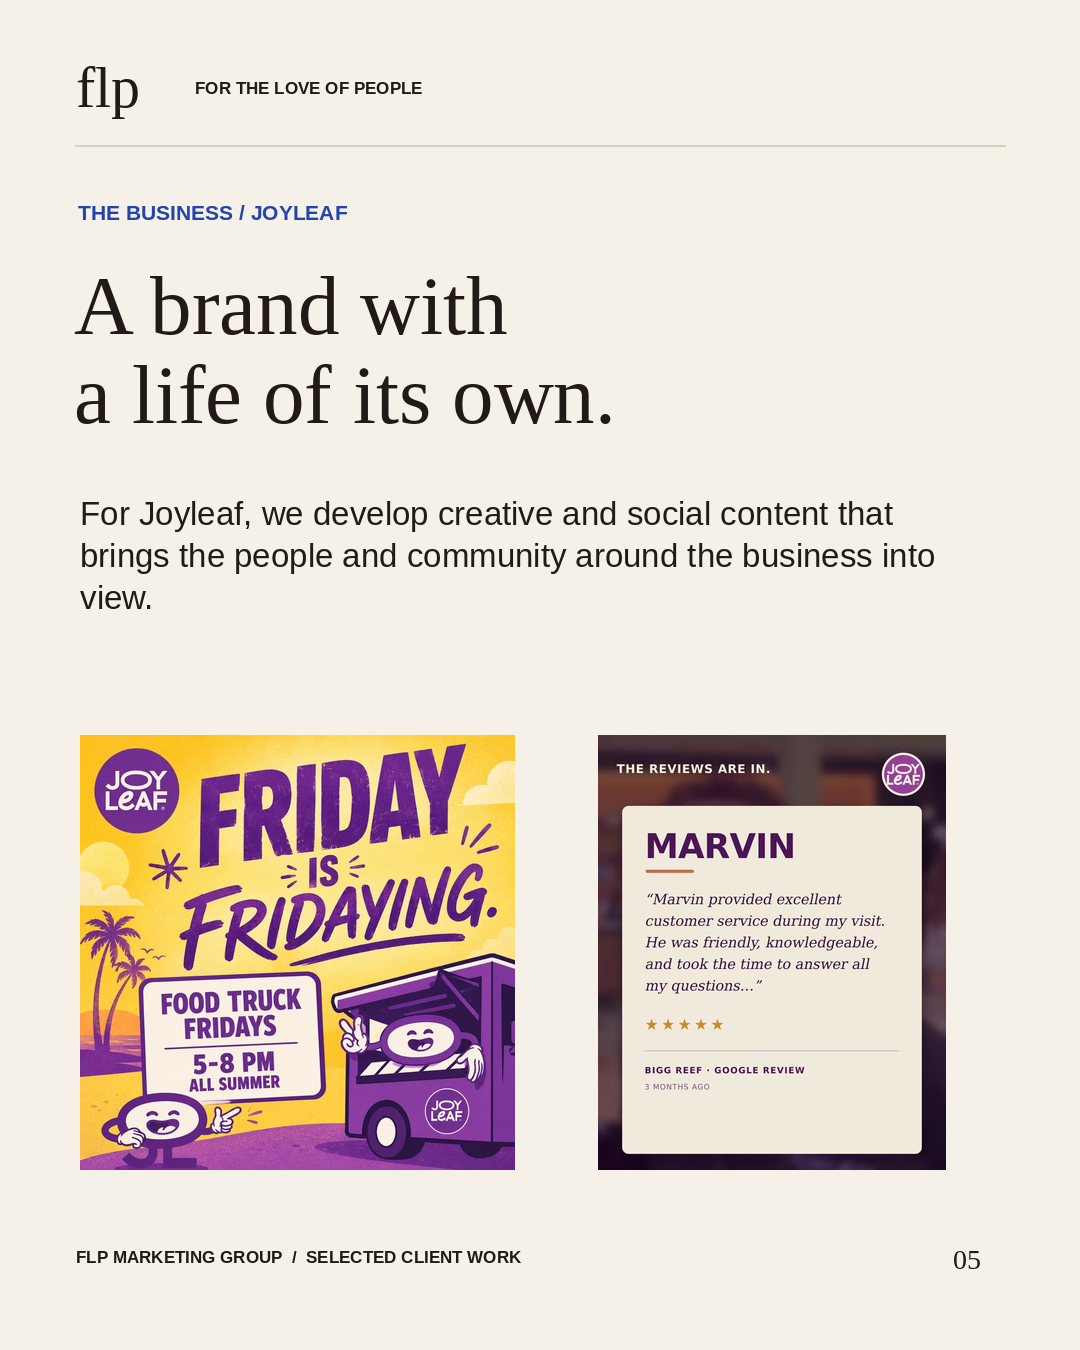 flp
FOR THE LOVE OF PEOPLE
THE BUSINESS / JOYLEAF
A brand with
a life of its own.
For Joyleaf, we develop creative and social content that
brings the people and community around the business into
view.
JOY
LEAF
FRIDAY
IS
FRIDAYING.
FOOD TRUCK
FRIDAYS
5-8 PM
ALL SUMMER
JOY
LEAF
JL
THE REVIEWS ARE IN.
JOY
LEAF
MARVIN
“Marvin provided excellent
customer service during my visit.
He was friendly, knowledgeable,
and took the time to answer all
my questions...”
★★★★★
BIGG REEF · GOOGLE REVIEW
3 MONTHS AGO
FLP MARKETING GROUP / SELECTED CLIENT WORK
05